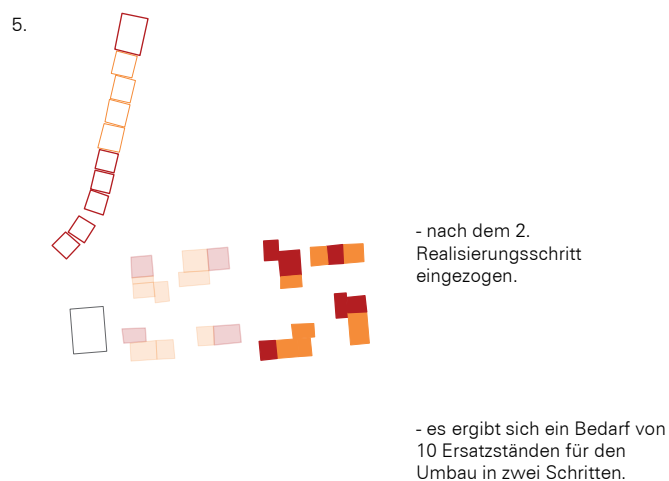 5.
- nach dem 2.
Realisierungsschritt
eingezogen.
- es ergibt sich ein Bedarf von
10 Ersatzständen für den
Umbau in zwei Schritten.